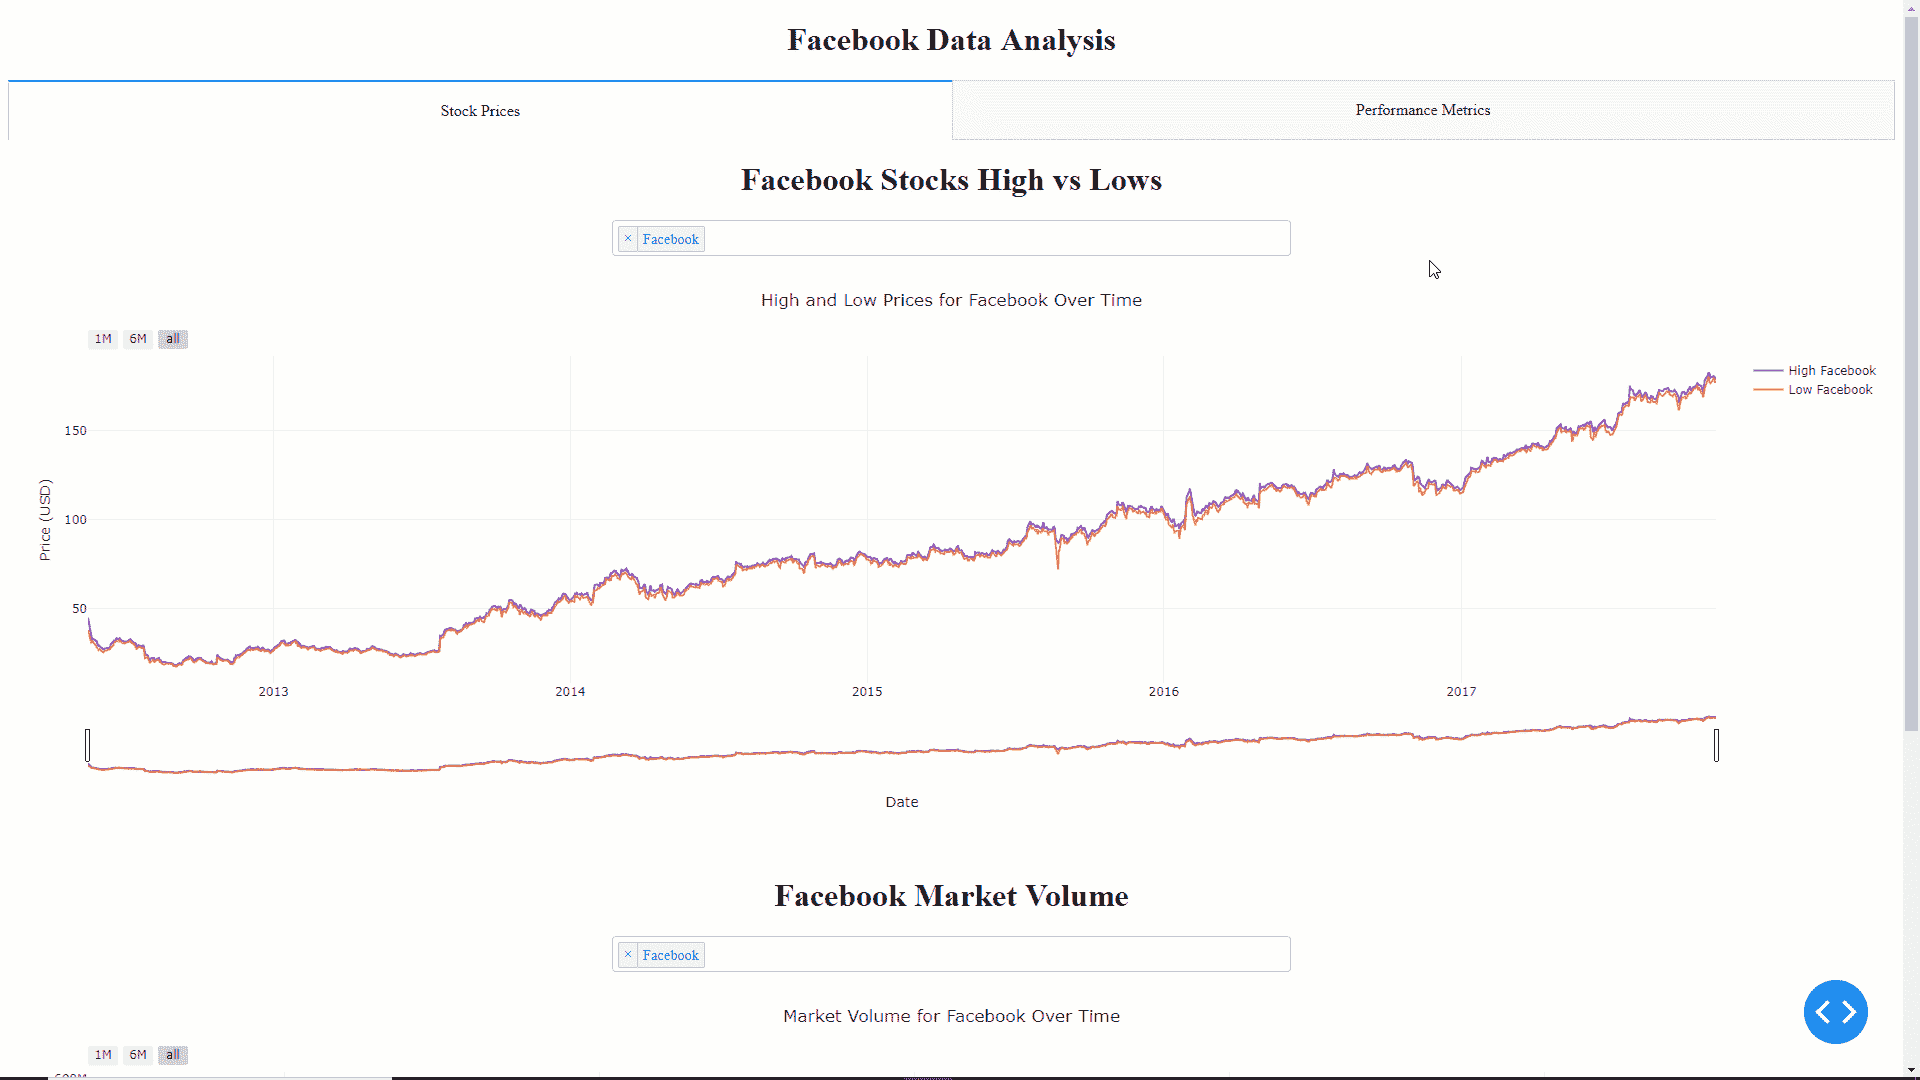 Facebook Data Analysis
Stock Prices
Performance Metrics
Facebook Stocks High vs Lows
× Facebook
High and Low Prices for Facebook Over Time
1M 6M all
High Facebook
Low Facebook
150
100
50
Price (USD)
2013 2014 2015 2016 2017
Date
Facebook Market Volume
× Facebook
Market Volume for Facebook Over Time
1M 6M all